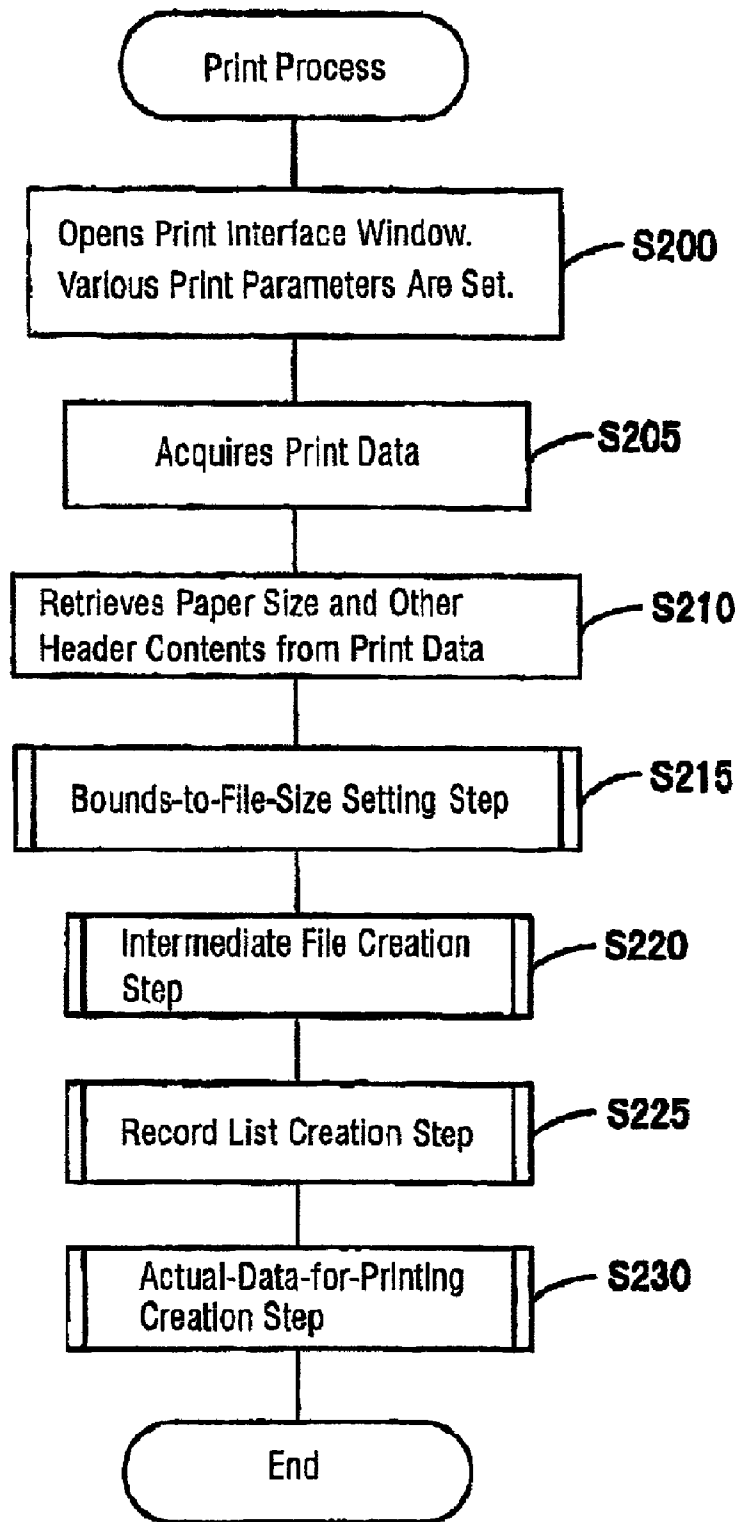 Print Process
Opens Print Interface Window.
Various Print Parameters Are Set.
S200
Acquires Print Data
S205
Retrieves Paper Size and Other
Header Contents from Print Data
S210
Bounds-to-File-Size Setting Step
S215
Intermediate File Creation
Step
S220
Record List Creation Step
S225
Actual-Data-for-Printing
Creation Step
S230
End